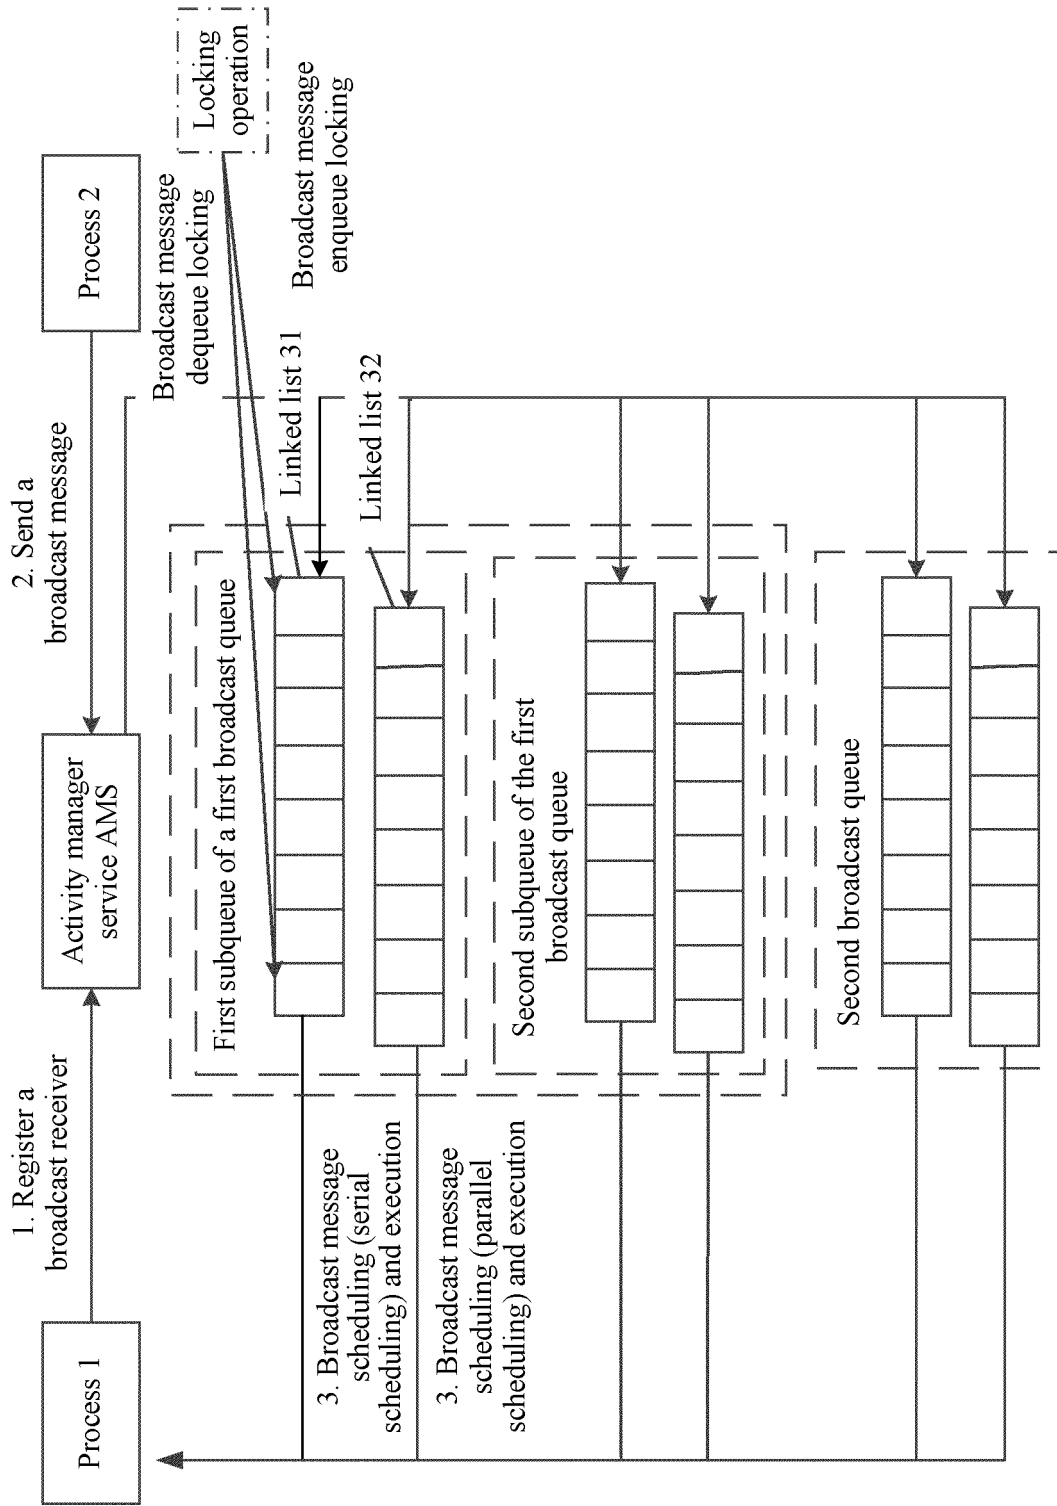 Process 1
1. Register a
broadcast receiver
Activity manager
service AMS
2. Send a
broadcast message
Process 2
Broadcast message
dequeue locking
Locking
operation
Broadcast message
enqueue locking
First subqueue of a first broadcast queue
Linked list 31
Linked list 32
3. Broadcast message
scheduling (serial
scheduling) and execution
3. Broadcast message
scheduling (parallel
scheduling) and execution
Second subqueue of the first
broadcast queue
Second broadcast queue